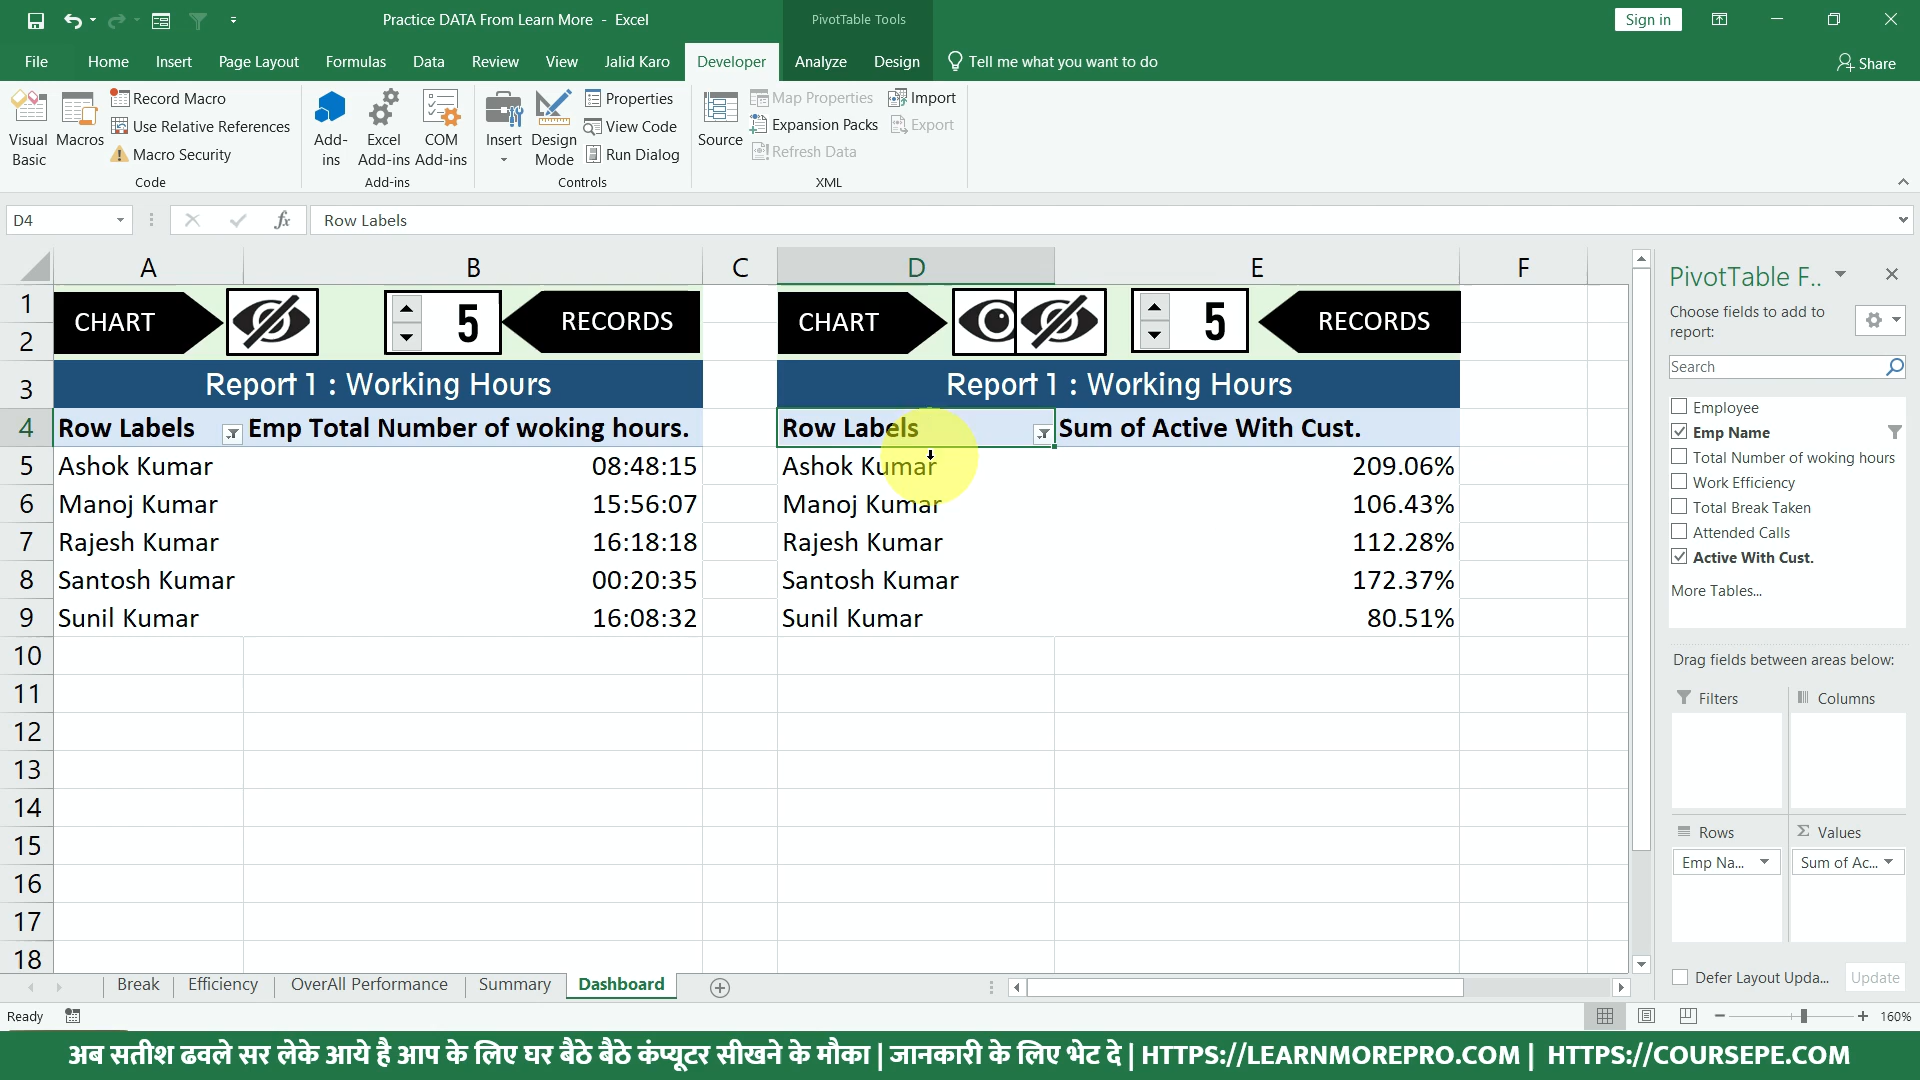 Practice DATA From Learn More - Excel
PivotTable Tools
Sign in
File Home Insert Page Layout Formulas Data Review View Jalid Karo Developer Analyze Design Tell me what you want to do Share
Visual Basic
Macros
Record Macro
Use Relative References
Macro Security
Code
Add-ins
Excel Add-ins
COM Add-ins
Add-ins
Insert
Design Mode
Properties
View Code
Run Dialog
Controls
Source
Map Properties
Expansion Packs
Refresh Data
Import
Export
XML
D4
fx
Row Labels
A B C D E F
1
2
CHART 5 RECORDS CHART 5 RECORDS
3 Report 1 : Working Hours Report 1 : Working Hours
4 Row Labels Emp Total Number of woking hours. Row Labels Sum of Active With Cust.
5 Ashok Kumar 08:48:15 Ashok Kumar 209.06%
6 Manoj Kumar 15:56:07 Manoj Kumar 106.43%
7 Rajesh Kumar 16:18:18 Rajesh Kumar 112.28%
8 Santosh Kumar 00:20:35 Santosh Kumar 172.37%
9 Sunil Kumar 16:08:32 Sunil Kumar 80.51%
10
11
12
13
14
15
16
17
18
PivotTable F..
Choose fields to add to report:
Search
Employee
Emp Name
Total Number of woking hours
Work Efficiency
Total Break Taken
Attended Calls
Active With Cust.
More Tables...
Drag fields between areas below:
Filters
Columns
Rows
Values
Emp Na...
Sum of Ac...
Defer Layout Upda...
Update
Break Efficiency OverAll Performance Summary Dashboard
Ready
160%
अब सतीश ढवले सर लेके आये है आप के लिए घर बैठे बैठे कंप्यूटर सीखने के मौका | जानकारी के लिए भेट दे | HTTPS://LEARNMOREPRO.COM | HTTPS://COURSEPE.COM